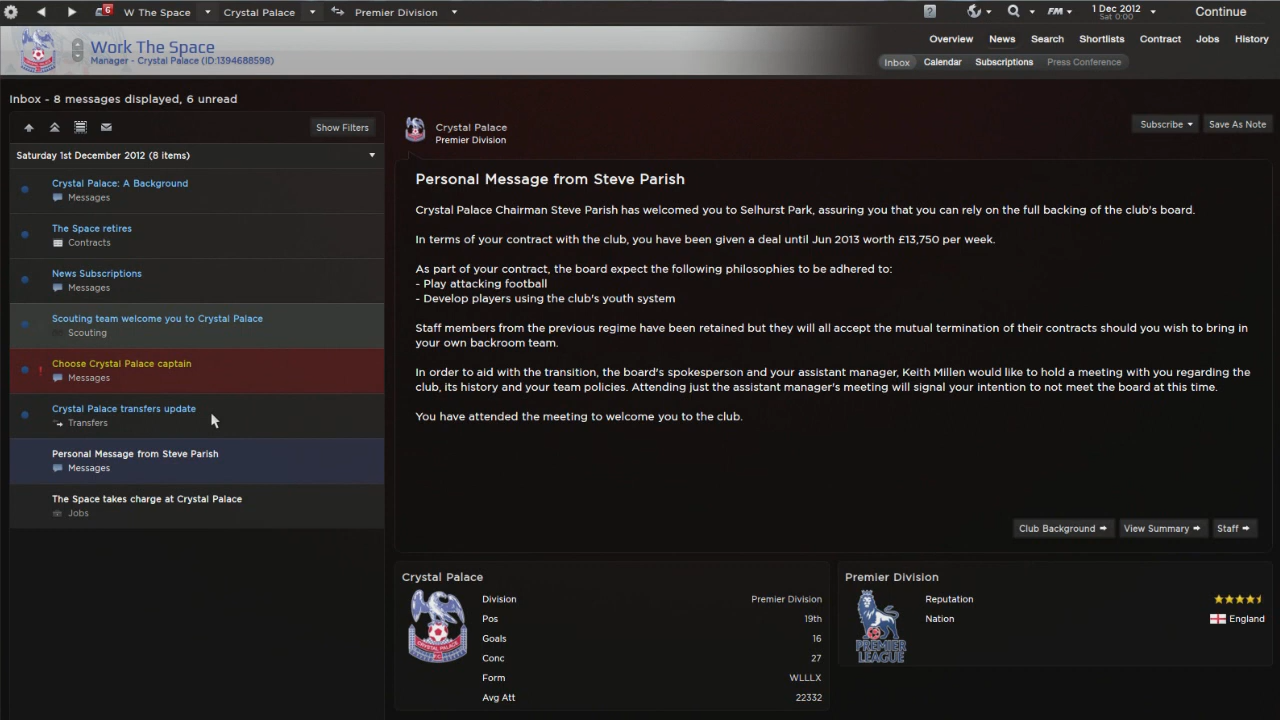 6
W The Space
Crystal Palace
Premier Division
?
FM
1 Dec 2012
Sat 0:00
Continue
Work The Space
Manager - Crystal Palace (ID:1394688598)
Overview
News
Search
Shortlists
Contract
Jobs
History
Inbox
Calendar
Subscriptions
Press Conference
Inbox - 8 messages displayed, 6 unread
Show Filters
Saturday 1st December 2012 (8 items)
Crystal Palace: A Background
Messages
The Space retires
Contracts
News Subscriptions
Messages
Scouting team welcome you to Crystal Palace
Scouting
Choose Crystal Palace captain
Messages
Crystal Palace transfers update
Transfers
Personal Message from Steve Parish
Messages
The Space takes charge at Crystal Palace
Jobs
Crystal Palace
Premier Division
Subscribe
Save As Note
Personal Message from Steve Parish
Crystal Palace Chairman Steve Parish has welcomed you to Selhurst Park, assuring you that you can rely on the full backing of the club's board.
In terms of your contract with the club, you have been given a deal until Jun 2013 worth £13,750 per week.
As part of your contract, the board expect the following philosophies to be adhered to:
- Play attacking football
- Develop players using the club's youth system
Staff members from the previous regime have been retained but they will all accept the mutual termination of their contracts should you wish to bring in
your own backroom team.
In order to aid with the transition, the board's spokesperson and your assistant manager, Keith Millen would like to hold a meeting with you regarding the
club, its history and your team policies. Attending just the assistant manager's meeting will signal your intention to not meet the board at this time.
You have attended the meeting to welcome you to the club.
Club Background
View Summary
Staff
Crystal Palace
Division Premier Division
Pos 19th
Goals 16
Conc 27
Form WLLLX
Avg Att 22332
CRYSTAL PALACE
Premier Division
Reputation
Nation England
PREMIER
LEAGUE